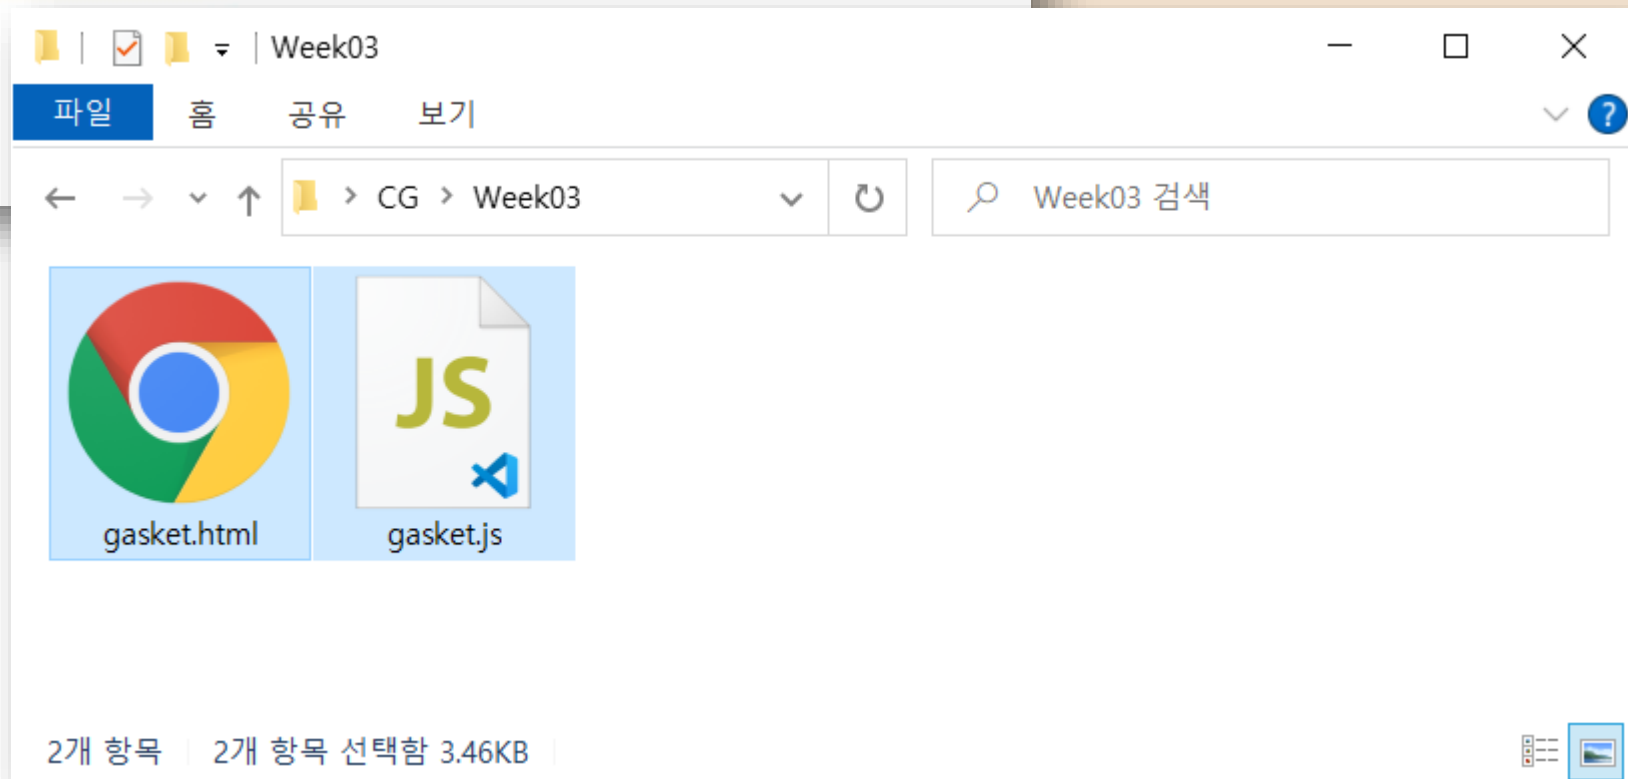 Week03
파일 홈 공유 보기
?
CG > Week03
Week03 검색
JS
gasket.html
gasket.js
2개 항목 2개 항목 선택함 3.46KB